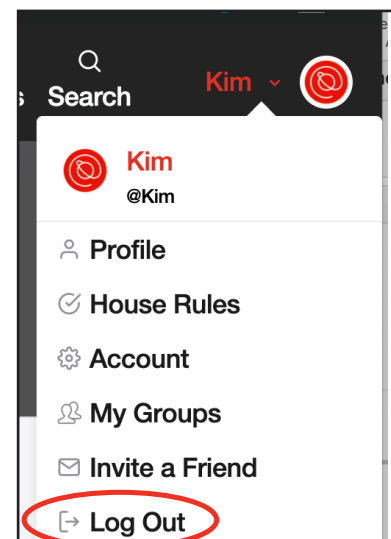 Search
Kim
Kim
@Kim
Profile
House Rules
Account
My Groups
Invite a Friend
Log Out